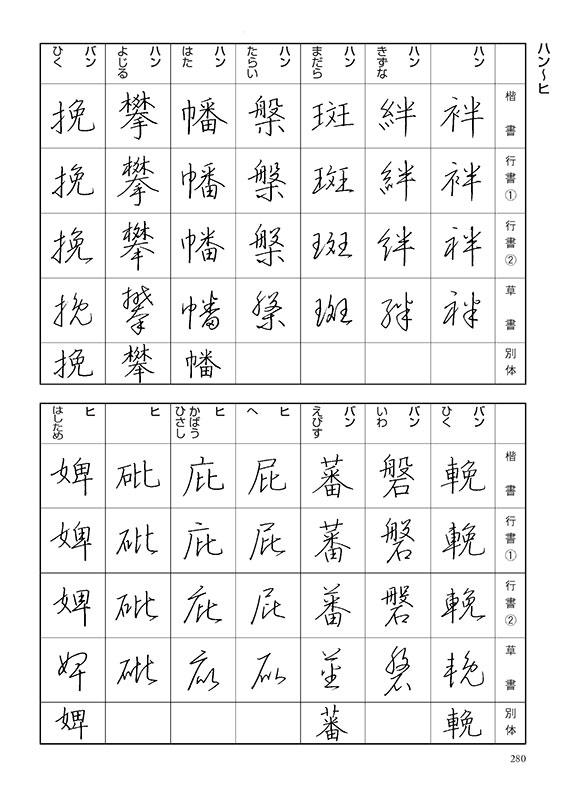 ハン〜ヒ
楷書
行書①
行書②
草書
別体
ハン
袢 袢 袢 袢
ハン きずな
絆 絆 絆 絆
ハン まだら
斑 斑 斑 斑
ハン たらい
槃 槃 槃 槃
ハン はた
幡 幡 幡 幡 幡
ハン よじる
攀 攀 攀 攀 攀
バン ひく
挽 挽 挽 挽 挽
楷書
行書①
行書②
草書
別体
バン ひく
輓 輓 輓 輓 輓
バン いわ
磐 磐 磐 磐
バン えびす
蕃 蕃 蕃 蕃 蕃
ヒ へ
屁 屁 屁 屁
ヒ かばう ひさし
庇 庇 庇 庇
ヒ
砒 砒 砒 砒
ヒ はしため
婢 婢 婢 婢 婢
280